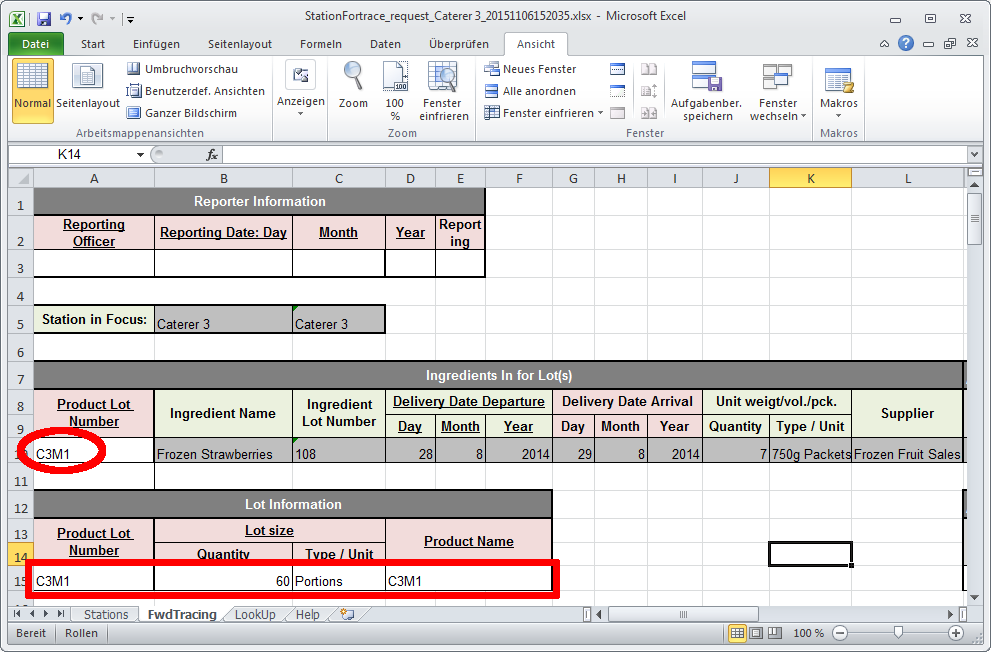 StationFortrace_request_Caterer 3_20151106152035.xlsx - Microsoft Excel
Datei Start Einfügen Seitenlayout Formeln Daten Überprüfen Ansicht
Normal Seitenlayout Umbruchvorschau Benutzerdef. Ansichten Ganzer Bildschirm
Arbeitsmappenansichten
Anzeigen
Zoom 100 % Fenster einfrieren
Zoom
Neues Fenster Alle anordnen Fenster einfrieren
Aufgabenber. speichern Fenster wechseln
Fenster
Makros
Makros
K14 fx
A B C D E F G H I J K L
1 Reporter Information
2 Reporting Officer Reporting Date: Day Month Year Reporting
3
4
5 Station in Focus: Caterer 3 Caterer 3
6
7 Ingredients In for Lot(s)
8 Product Lot Number Ingredient Name Ingredient Lot Number Delivery Date Departure Delivery Date Arrival Unit weigt/vol./pck. Supplier
9 Day Month Year Day Month Year Quantity Type / Unit
C3M1 Frozen Strawberries 108 28 8 2014 29 8 2014 7 750g Packets Frozen Fruit Sales
11
12 Lot Information
13 Product Lot Number Lot size Product Name
14 Quantity Type / Unit
15 C3M1 60 Portions C3M1
Stations FwdTracing LookUp Help
Bereit Rollen 100 %